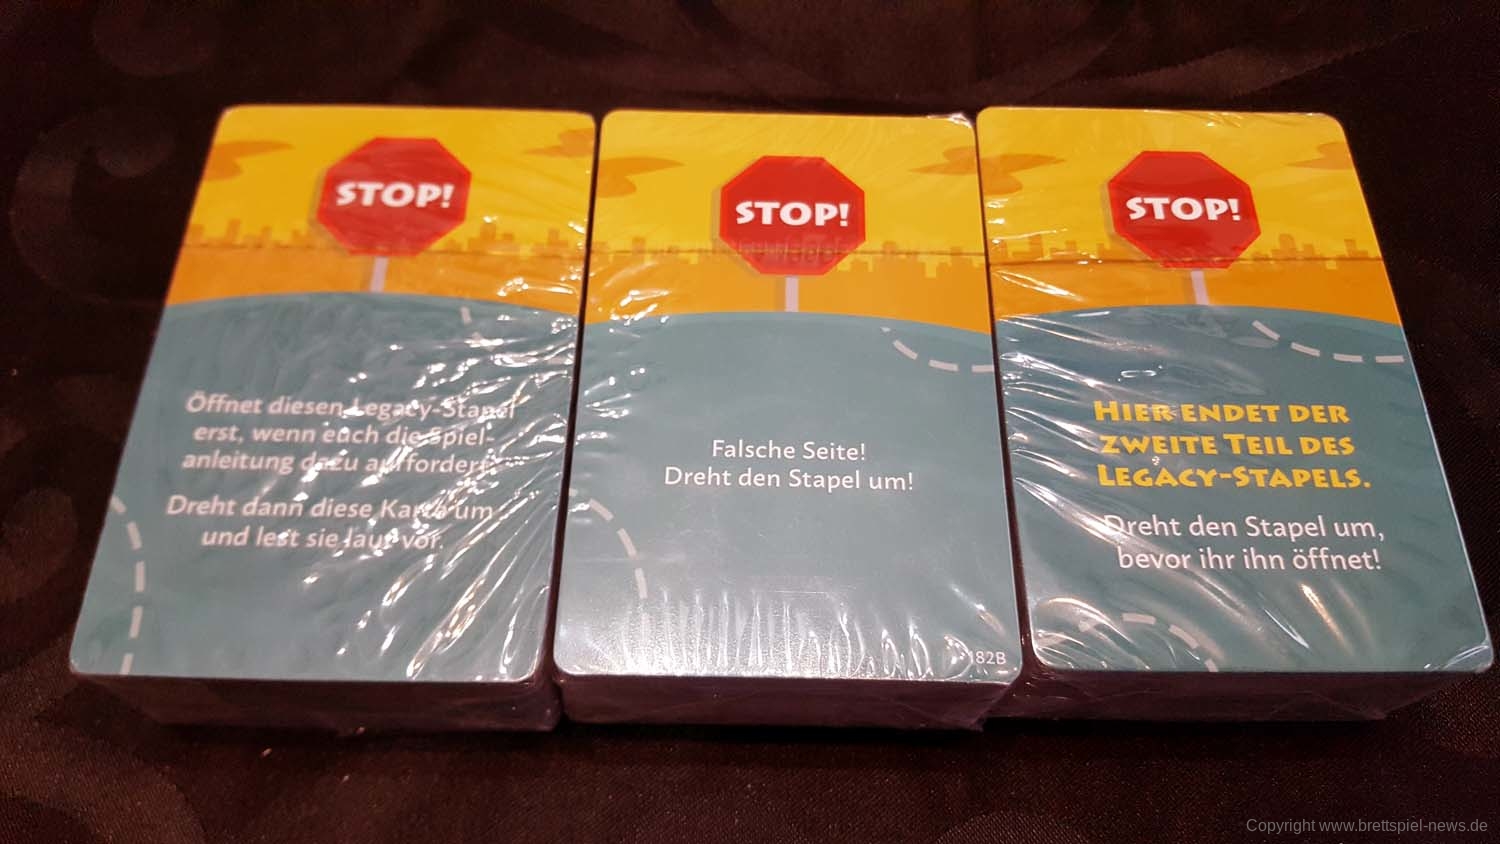 STOP!
Öffnet diesen Legacy-Stapel
erst, wenn euch die Spiel-
anleitung dazu auffordert.
Dreht dann diese Karte um
und lest sie laut vor.
STOP!
Falsche Seite!
Dreht den Stapel um!
182B
STOP!
HIER ENDET DER
ZWEITE TEIL DES
LEGACY-STAPELS.
Dreht den Stapel um,
bevor ihr ihn öffnet!
Copyright www.brettspiel-news.de